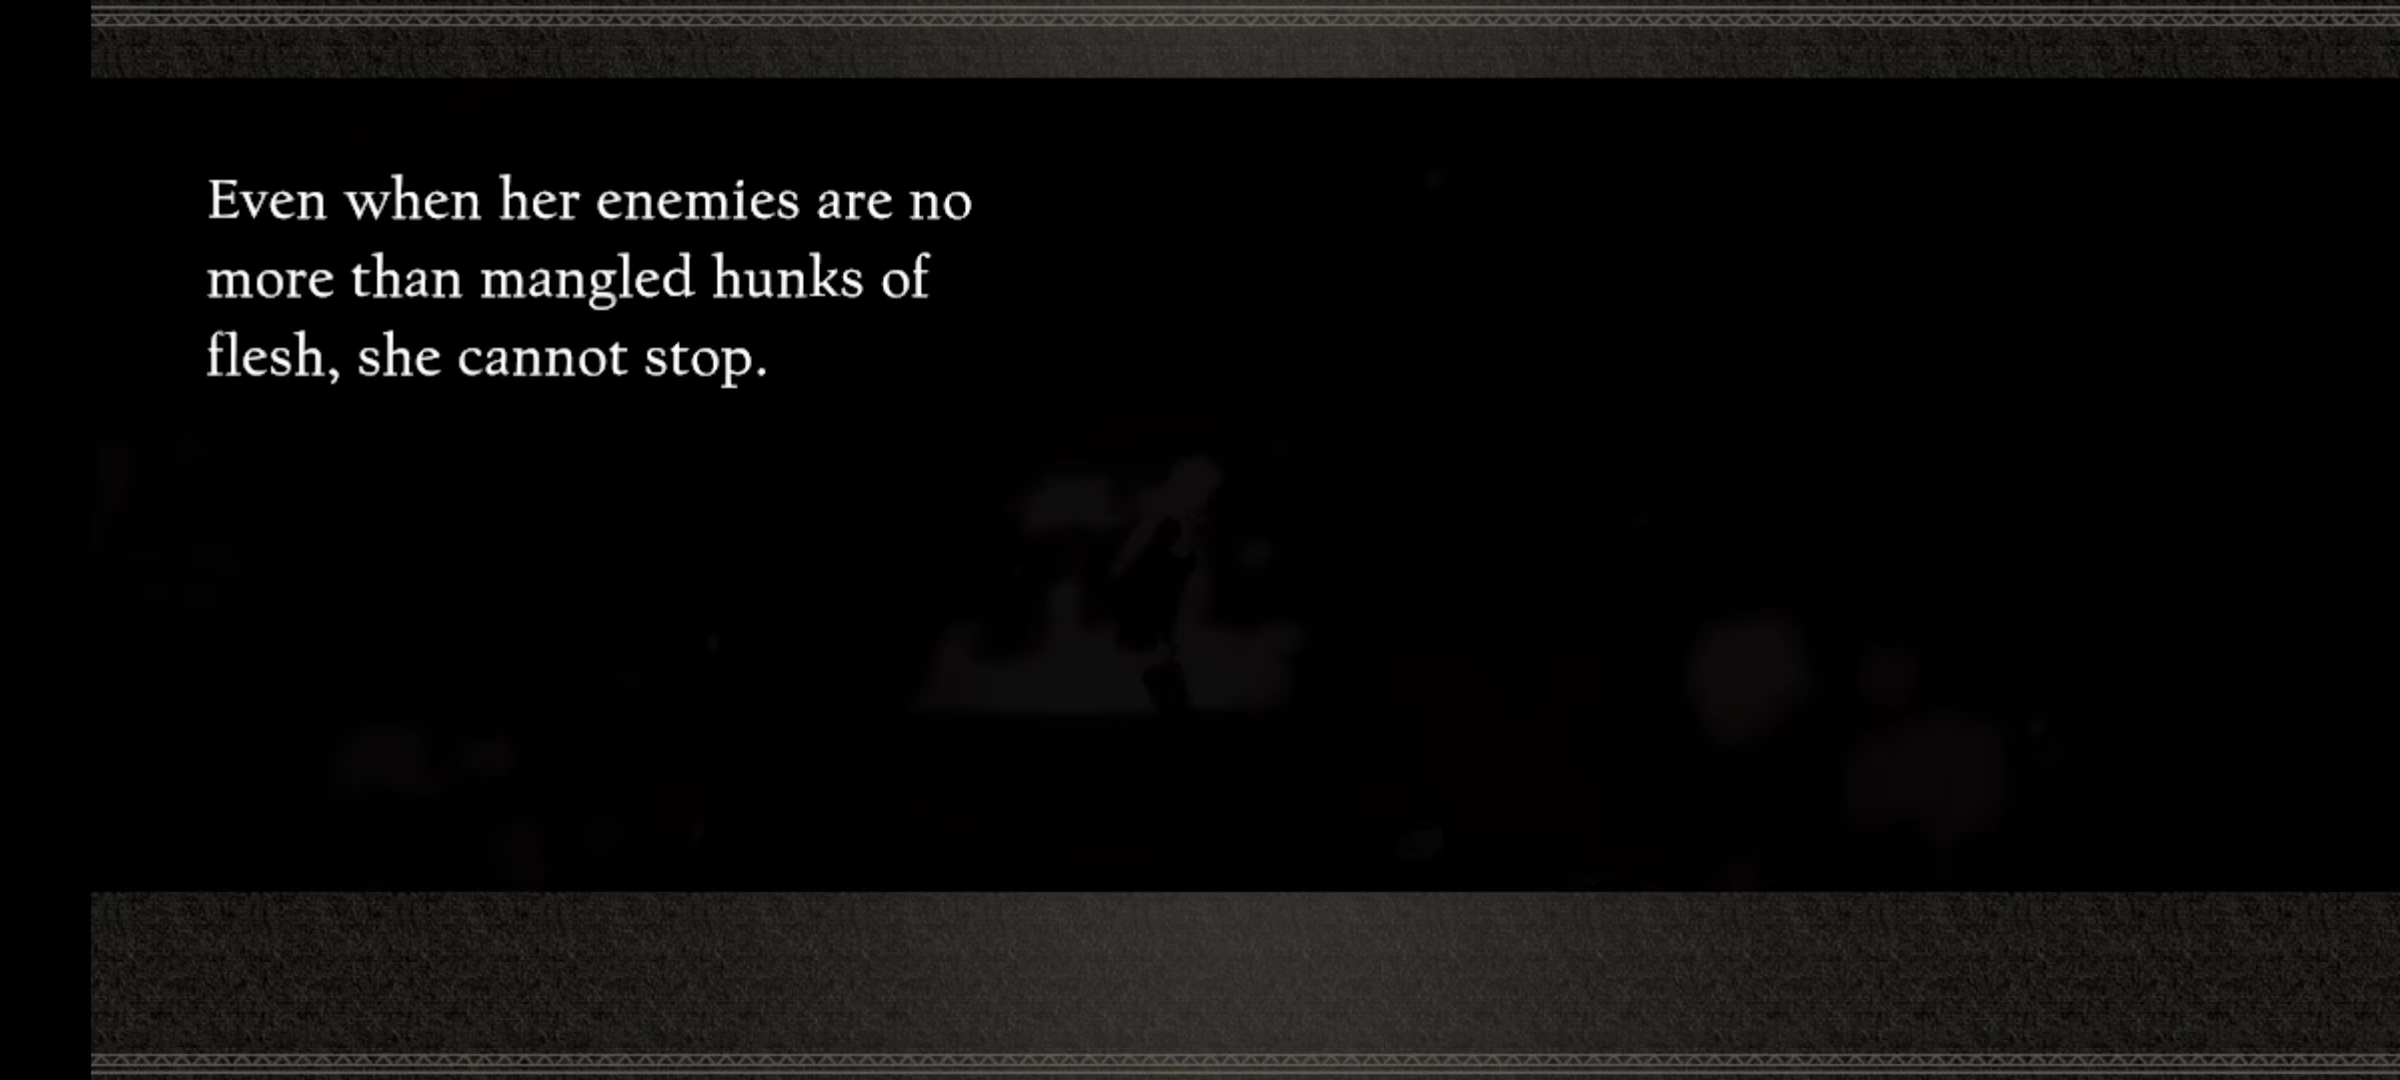 Even when her enemies are no
more than mangled hunks of
flesh, she cannot stop.